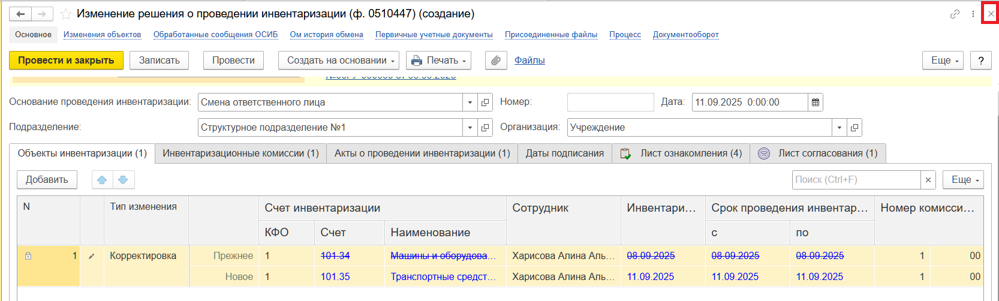 Изменение решения о проведении инвентаризации (ф. 0510447) (создание)
Основное Изменения объектов Обработанные сообщения ОСИБ Ом история обмена Первичные учетные документы Присоединенные файлы Процесс Документооборот
Провести и закрыть Записать Провести Создать на основании Печать Файлы Еще ?
Основание проведения инвентаризации: Смена ответственного лица Номер: Дата: 11.09.2025 0:00:00
Подразделение: Структурное подразделение №1 Организация: Учреждение
Объекты инвентаризации (1) Инвентаризационные комиссии (1) Акты о проведении инвентаризации (1) Даты подписания Лист ознакомления (4) Лист согласования (1)
Добавить Поиск (Ctrl+F) × Еще
N Тип изменения Счет инвентаризации Сотрудник Инвентари... Срок проведения инвентар... Номер комисси...
КФО Счет Наименование с по
1 Корректировка Прежнее 1 101.34 Машины и оборудова... Харисова Алина Аль... 08.09.2025 08.09.2025 08.09.2025 1 00
Новое 1 101.35 Транспортные средст... Харисова Алина Аль... 11.09.2025 11.09.2025 11.09.2025 1 00